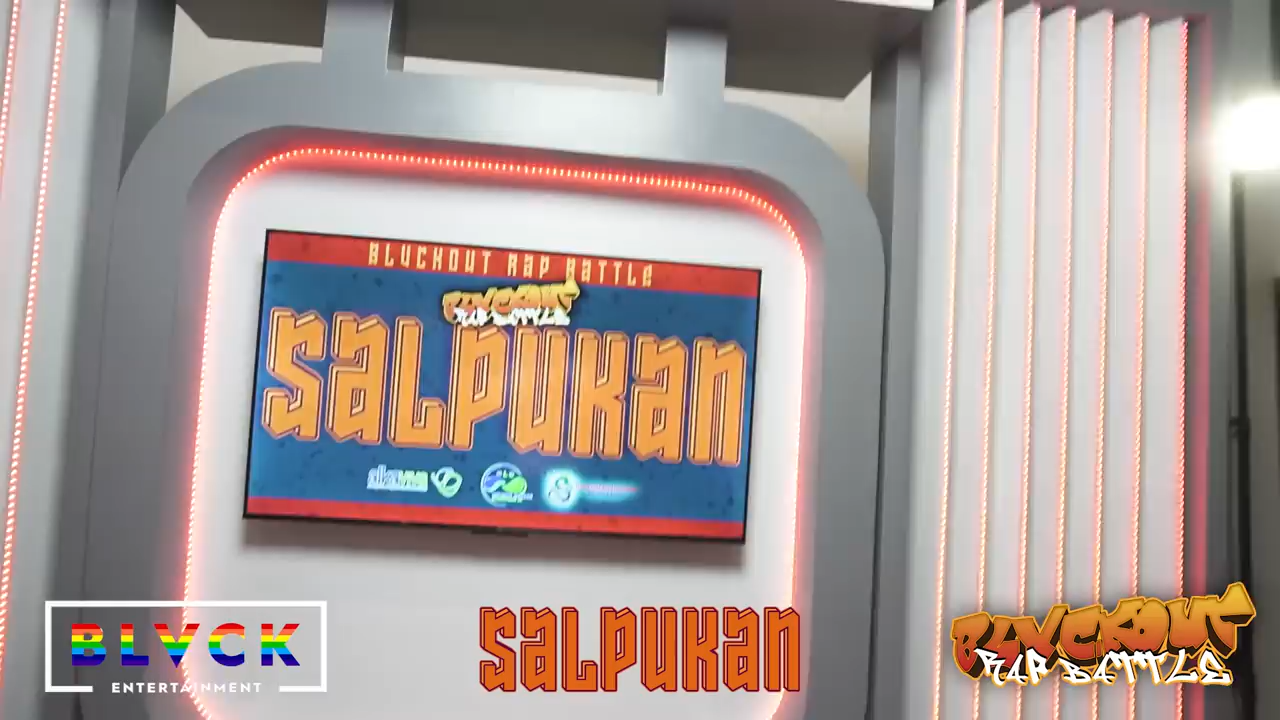 BLVCKOUT RAP BATTLE
BLVCKOUT
RAP BATTLE
SALPUKAN
BLVCK
ENTERTAINMENT
SALPUKAN
BLVCKOUT
RAP BATTLE